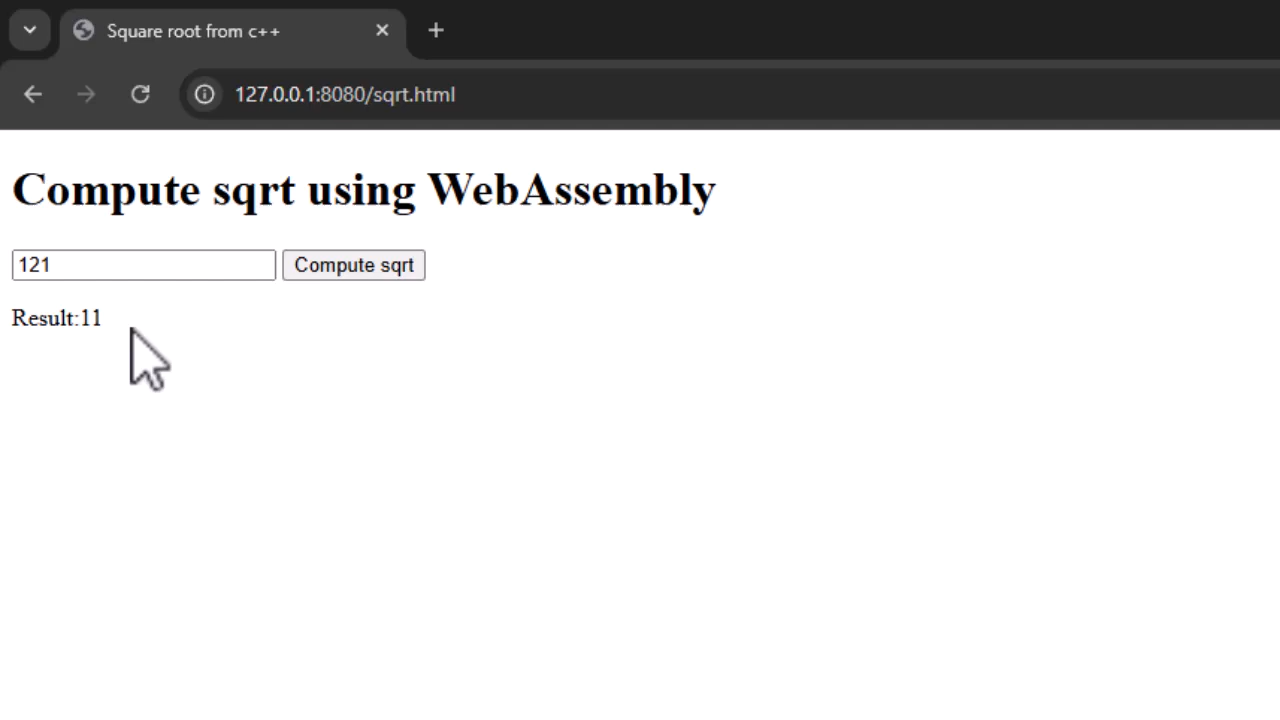 Square root from c++
127.0.0.1:8080/sqrt.html
Compute sqrt using WebAssembly
121 Compute sqrt
Result:11